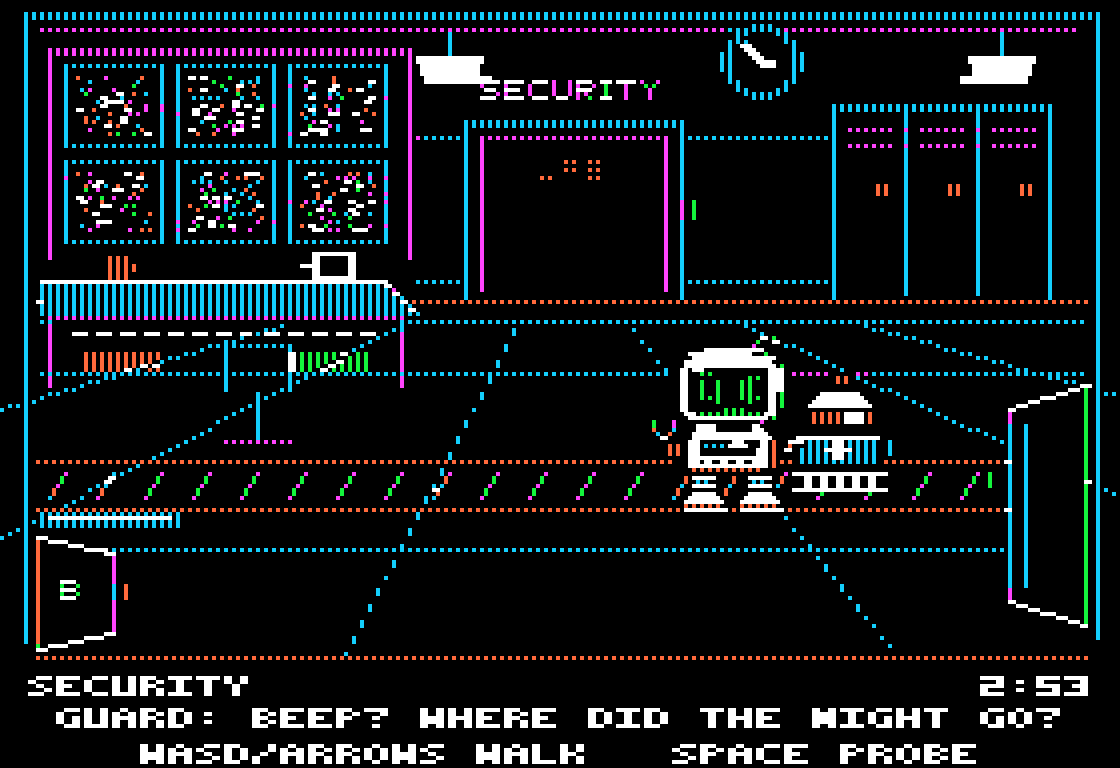 SECURITY
B
SECURITY 2:53
GUARD: BEEP? WHERE DID THE NIGHT GO?
WASD/ARROWS WALK SPACE PROBE